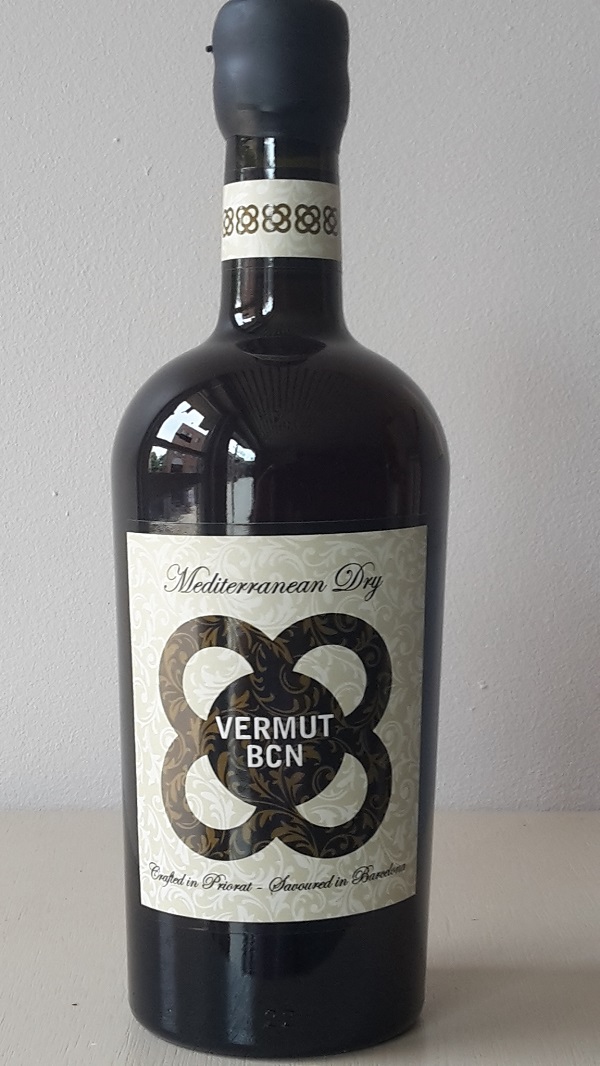 Mediterranean Dry
VERMUT
BCN
Crafted in Priorat - Savoured in Barcelona